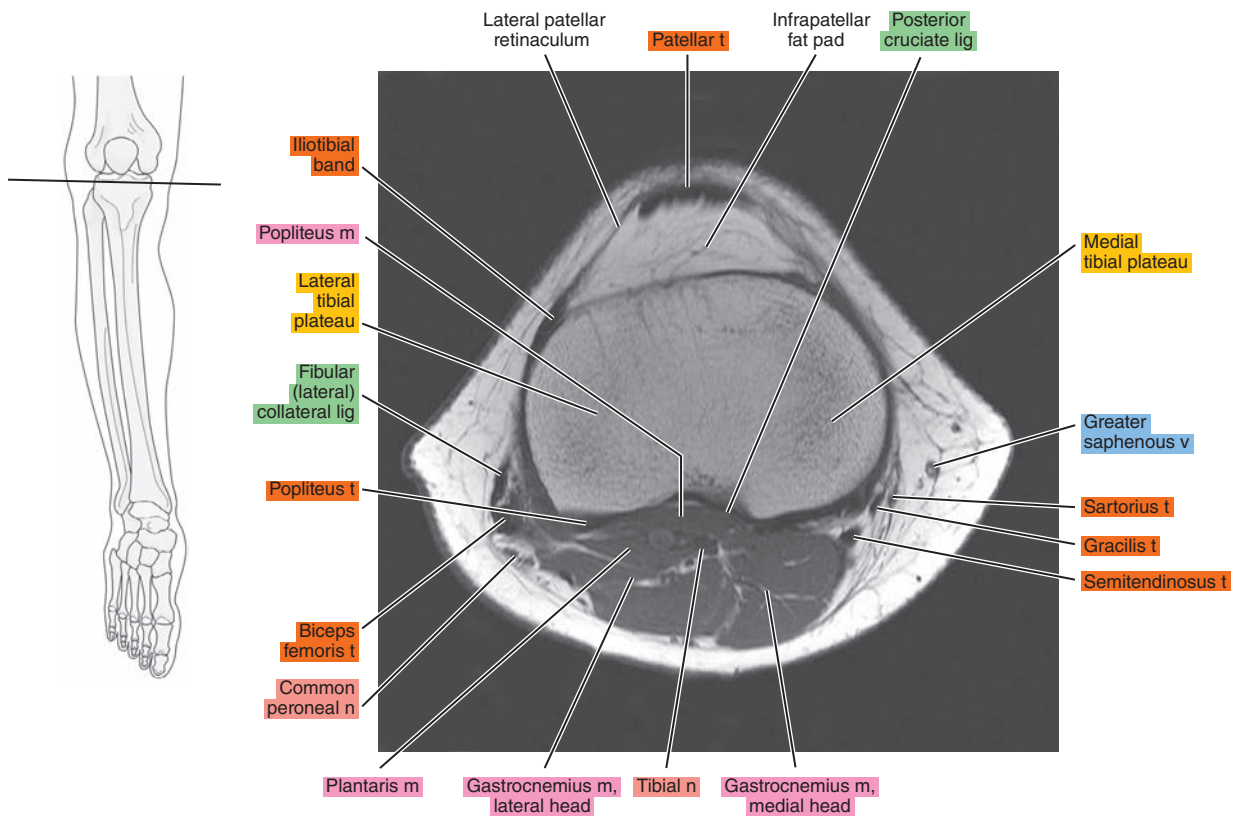 Lateral patellar
retinaculum
Patellar t
Infrapatellar
fat pad
Posterior
cruciate lig
Iliotibial
band
Popliteus m
Lateral
tibial
plateau
Fibular
(lateral)
collateral lig
Popliteus t
Biceps
femoris t
Common
peroneal n
Medial
tibial plateau
Greater
saphenous v
Sartorius t
Gracilis t
Semitendinosus t
Plantaris m
Gastrocnemius m,
lateral head
Tibial n
Gastrocnemius m,
medial head